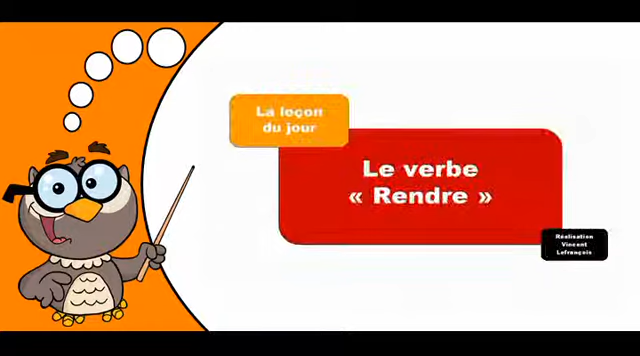 La leçon
du jour
Le verbe
« Rendre »
Réalisation
Vincent
Lefrançois